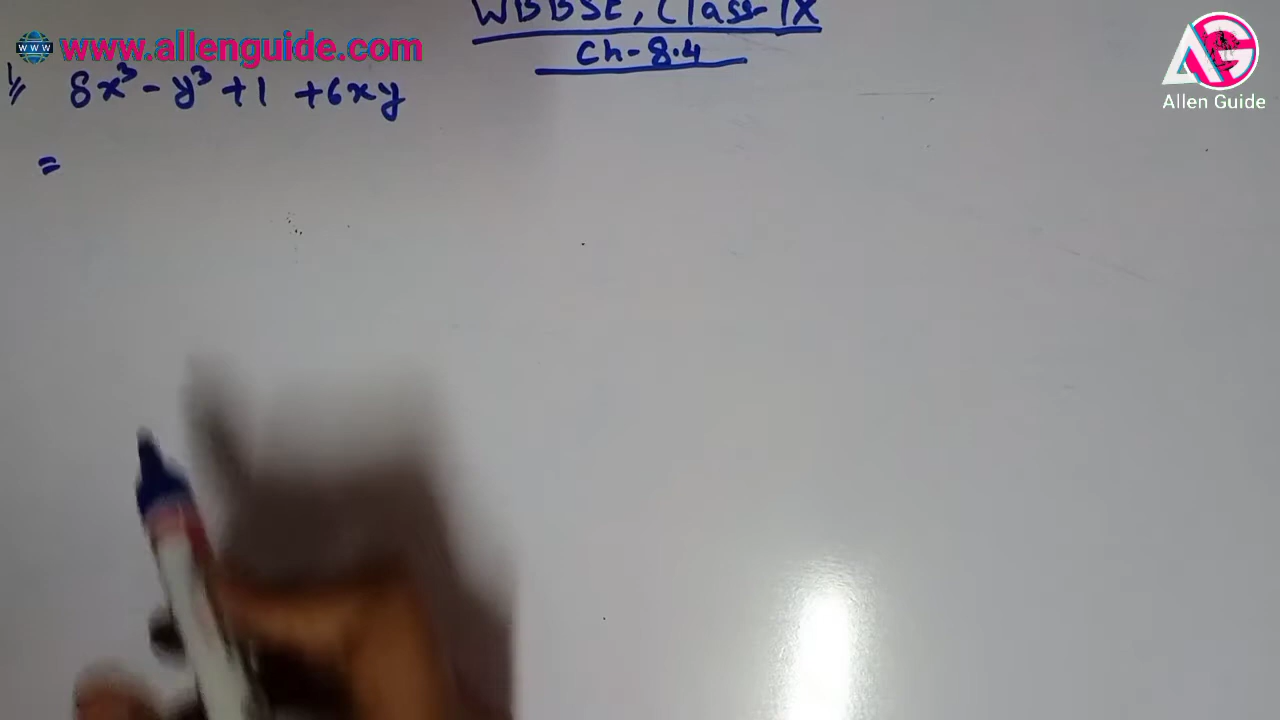 WBBSE, Class-IX
Ch-8.4
www.allenguide.com
1// 8x³ - y³ + 1 + 6xy
=
Allen Guide